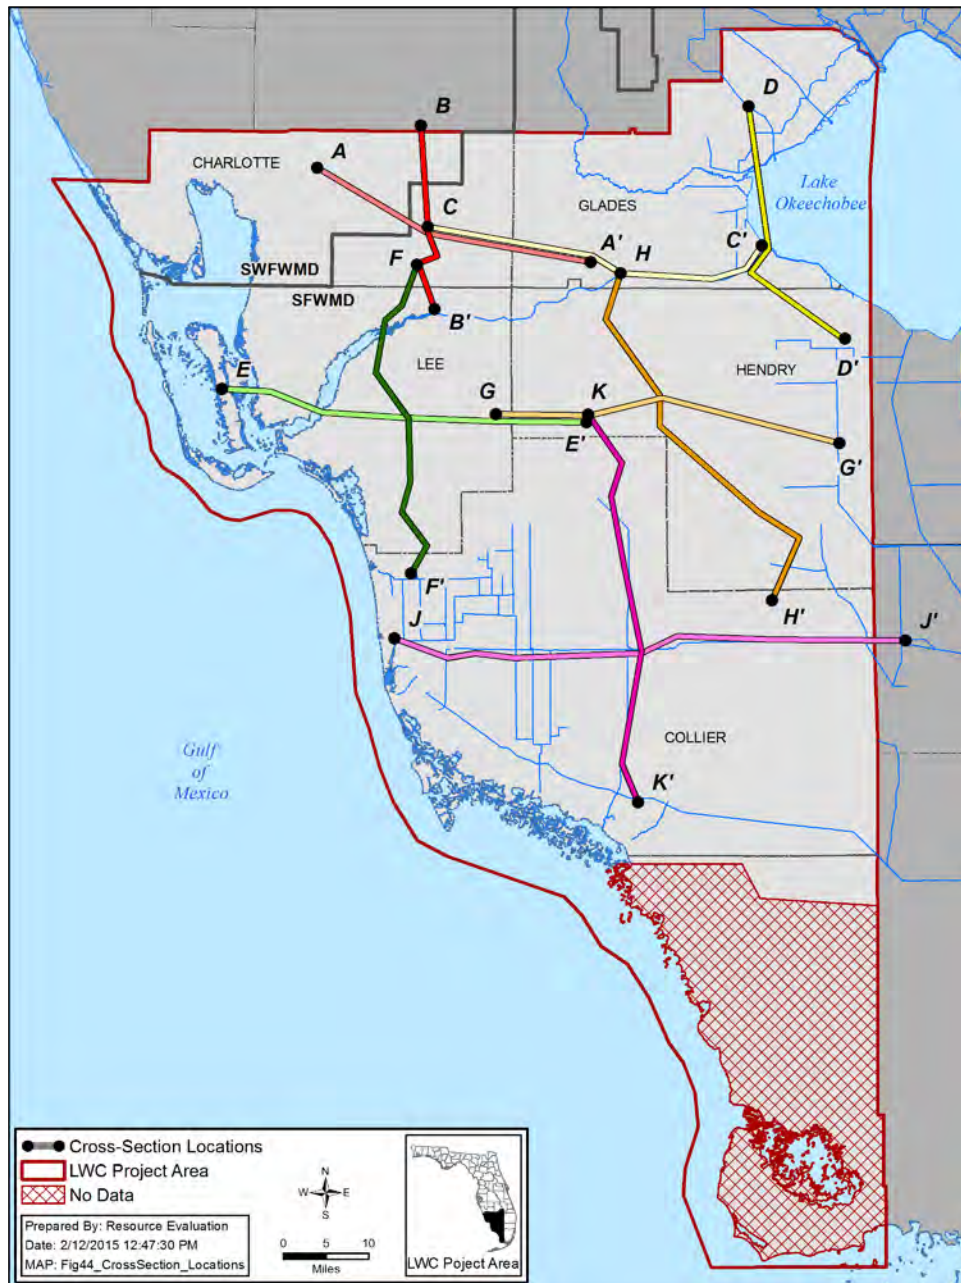 D
B
A
CHARLOTTE
Lake
Okeechobee
GLADES
C
C'
A'
H
F
SWFWMD
SFWMD
B'
D'
LEE
HENDRY
E
G
K
E'
G'
F'
H'
J
J'
COLLIER
Gulf
of
Mexico
K'
Cross-Section Locations
LWC Project Area
No Data
N
W
E
S
Prepared By: Resource Evaluation
Date: 2/12/2015 12:47:30 PM
MAP: Fig44_CrossSection_Locations
0 5 10
Miles
LWC Poject Area